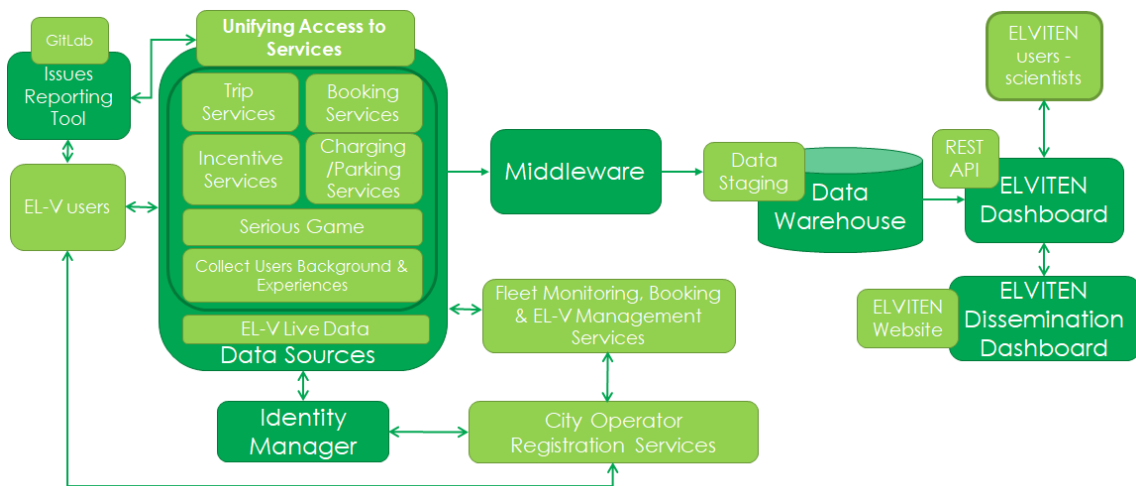 GitLab
Issues
Reporting
Tool
EL-V users
Unifying Access to
Services
Trip
Services
Booking
Services
Incentive
Services
Charging
/Parking
Services
Serious Game
Collect Users Background &
Experiences
EL-V Live Data
Data Sources
Identity
Manager
Middleware
Fleet Monitoring, Booking
& EL-V Management
Services
City Operator
Registration Services
Data
Staging
Data
Warehouse
ELVITEN
users -
scientists
REST
API
ELVITEN
Dashboard
ELVITEN
Website
ELVITEN
Dissemination
Dashboard